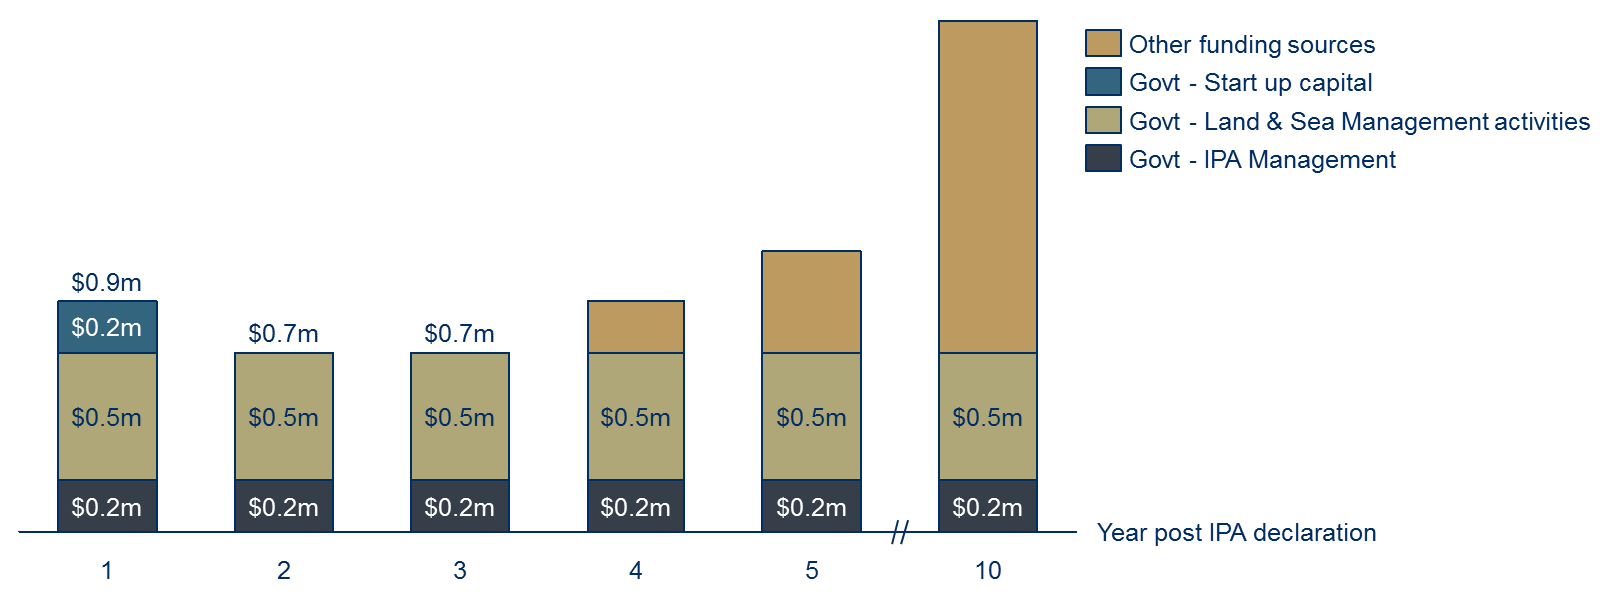 Other funding sources
Govt - Start up capital
Govt - Land & Sea Management activities
Govt - IPA Management
$0.9m
$0.2m
$0.7m
$0.7m
$0.5m
$0.5m
$0.5m
$0.5m
$0.5m
$0.5m
$0.2m
$0.2m
$0.2m
$0.2m
$0.2m
$0.2m
Year post IPA declaration
1
2
3
4
5
10